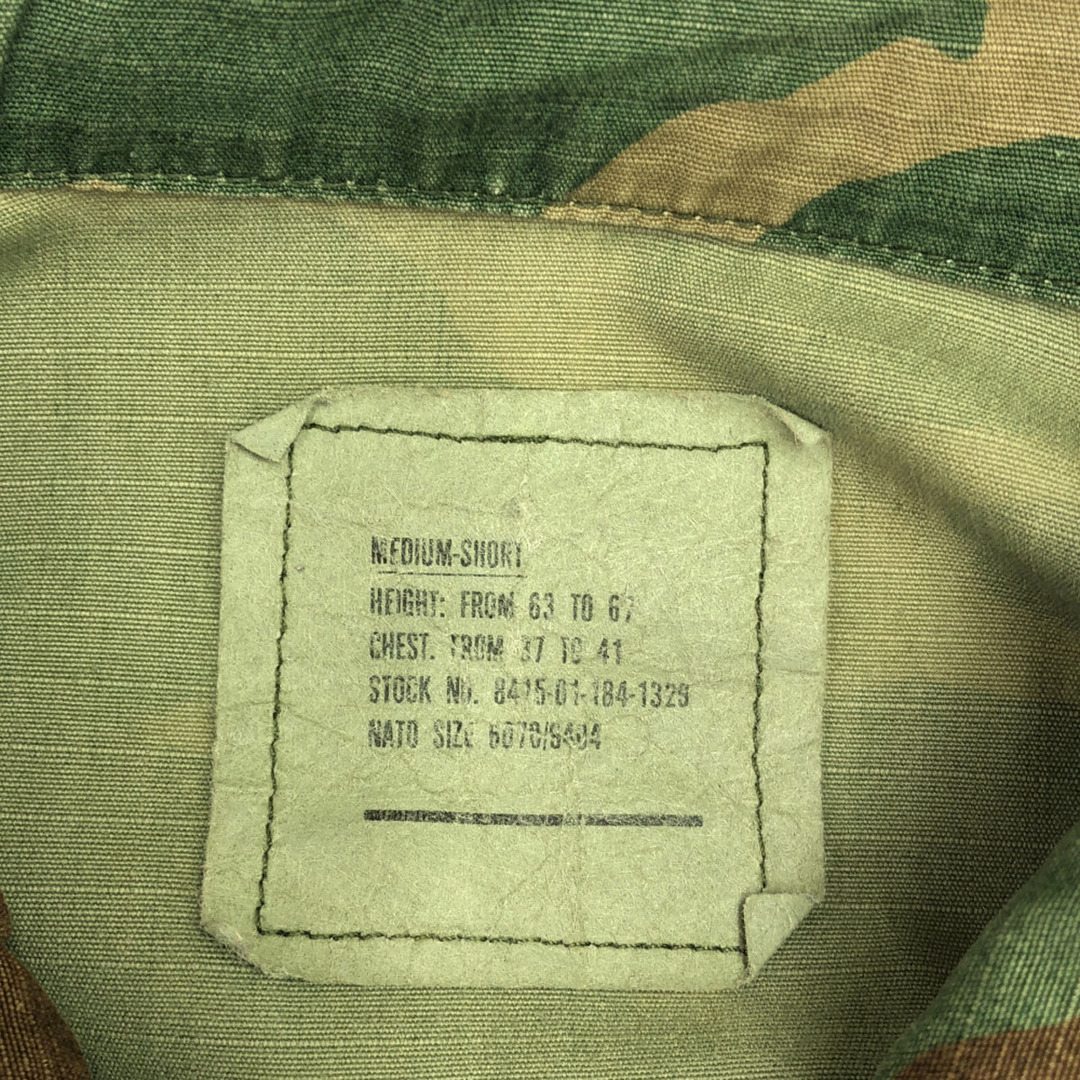 MEDIUM-SHORT
HEIGHT: FROM 63 TO 67
CHEST. FROM 37 TO 41
STOCK NO. 8415-01-184-1329
NATO SIZE 6070/9404